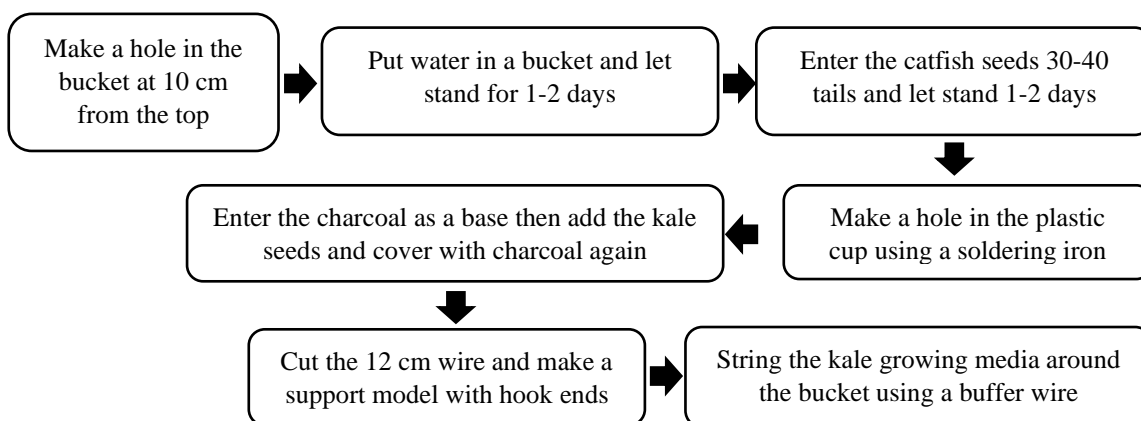 Make a hole in the
bucket at 10 cm
from the top
Put water in a bucket and let
stand for 1-2 days
Enter the catfish seeds 30-40
tails and let stand 1-2 days
Make a hole in the plastic
cup using a soldering iron
Enter the charcoal as a base then add the kale
seeds and cover with charcoal again
Cut the 12 cm wire and make a
support model with hook ends
String the kale growing media around
the bucket using a buffer wire